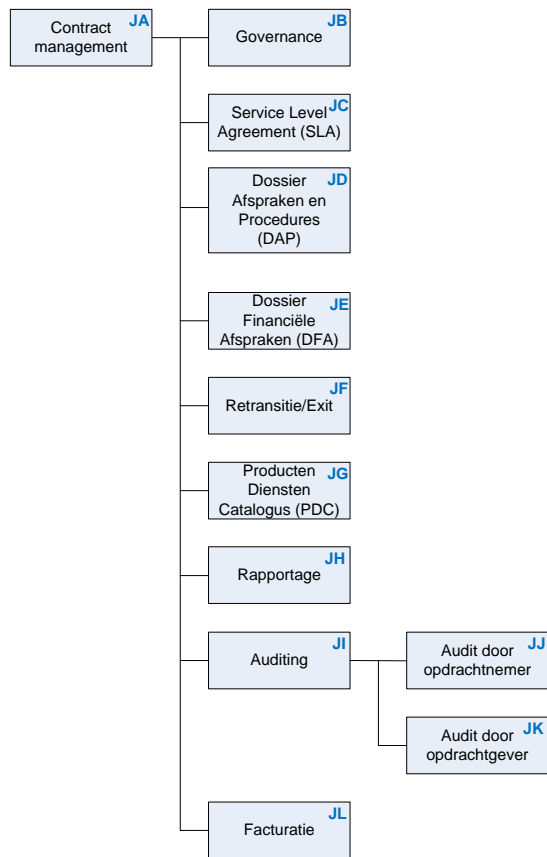 JA
Contract
management
JB
Governance
JC
Service Level
Agreement (SLA)
JD
Dossier
Afspraken en
Procedures
(DAP)
JE
Dossier
Financiële
Afspraken (DFA)
JF
Retransitie/Exit
JG
Producten
Diensten
Catalogus (PDC)
JH
Rapportage
JI
Auditing
JJ
Audit door
opdrachtnemer
JK
Audit door
opdrachtgever
JL
Facturatie